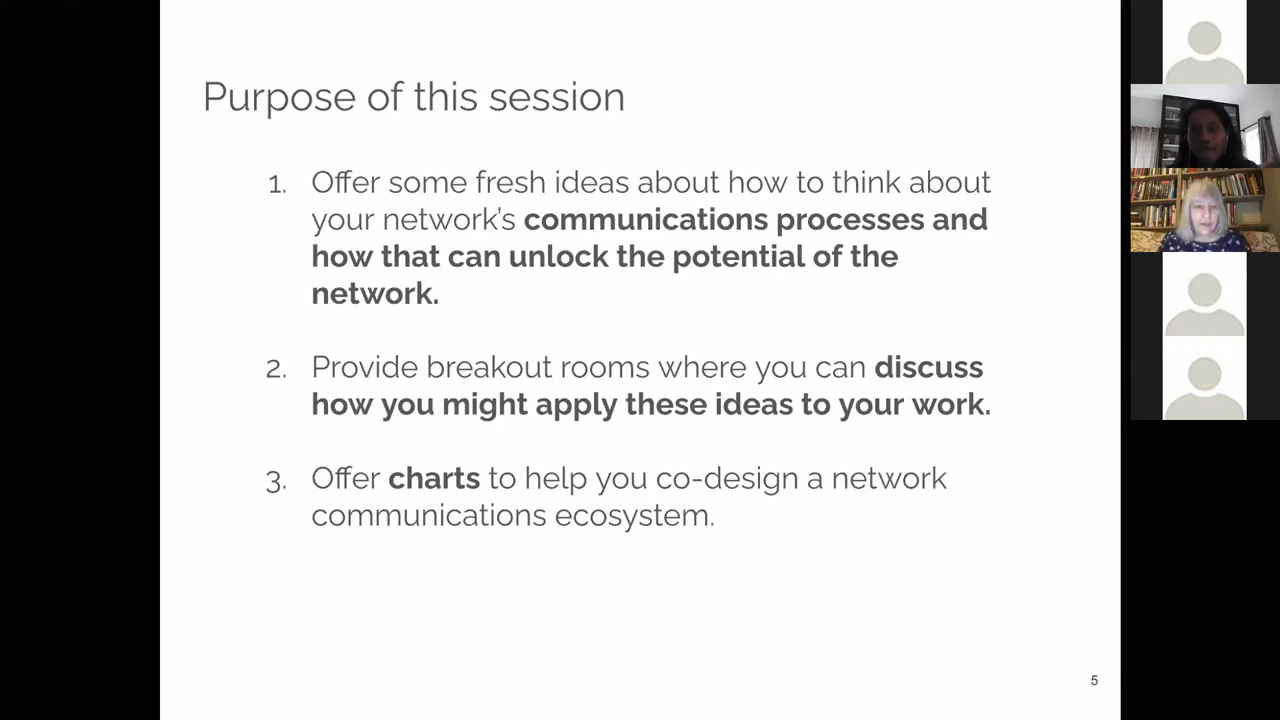 Purpose of this session
1. Offer some fresh ideas about how to think about
your network's communications processes and
how that can unlock the potential of the
network.
2. Provide breakout rooms where you can discuss
how you might apply these ideas to your work.
3. Offer charts to help you co-design a network
communications ecosystem.
5